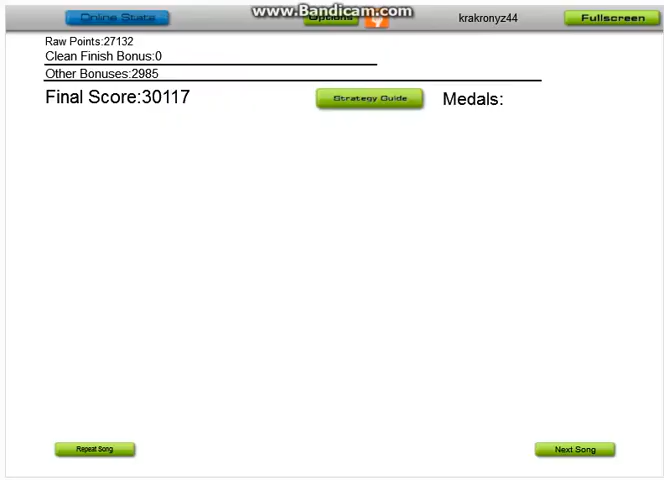 Online Stats
Options
www.Bandicam.com
krakronyz44
Fullscreen
Raw Points:27132
Clean Finish Bonus:0
Other Bonuses:2985
Final Score:30117
Strategy Guide
Medals:
Repeat Song
Next Song